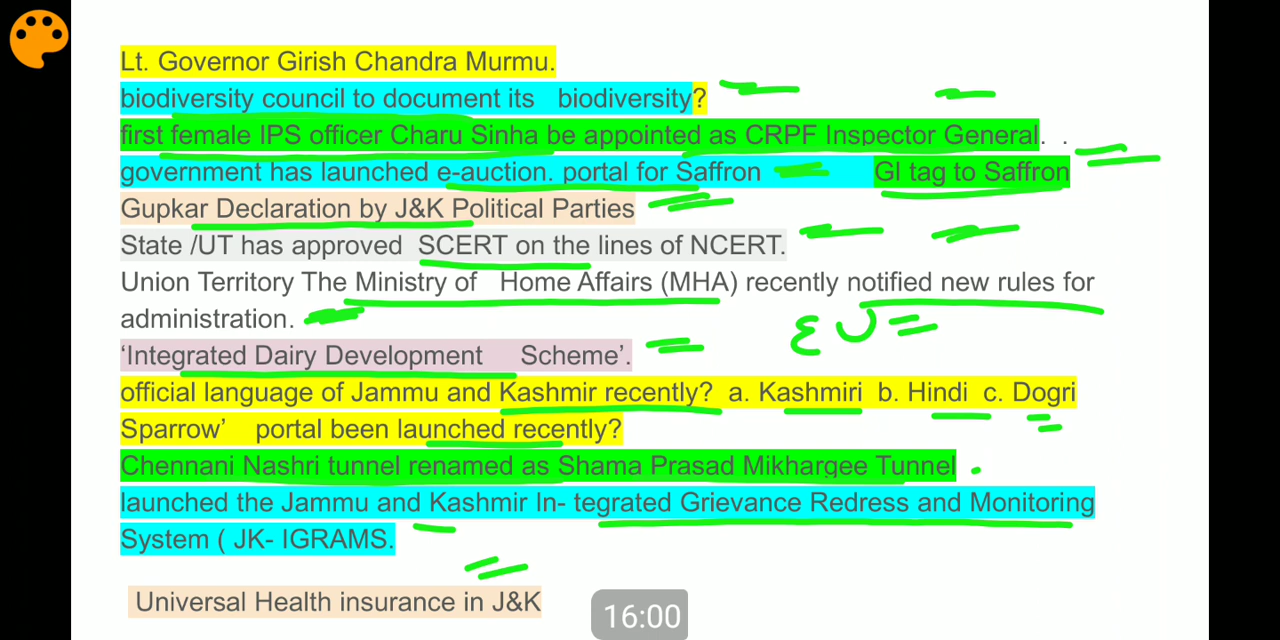 Lt. Governor Girish Chandra Murmu.
biodiversity council to document its biodiversity?
first female IPS officer Charu Sinha be appointed as CRPF Inspector General. .
government has launched e-auction. portal for Saffron GI tag to Saffron
Gupkar Declaration by J&K Political Parties
State /UT has approved SCERT on the lines of NCERT.
Union Territory The Ministry of Home Affairs (MHA) recently notified new rules for
administration.
‘Integrated Dairy Development Scheme’.
official language of Jammu and Kashmir recently? a. Kashmiri b. Hindi c. Dogri
Sparrow’ portal been launched recently?
Chennani Nashri tunnel renamed as Shama Prasad Mikhargee Tunnel
launched the Jammu and Kashmir In- tegrated Grievance Redress and Monitoring
System ( JK- IGRAMS.
Universal Health insurance in J&K
16:00